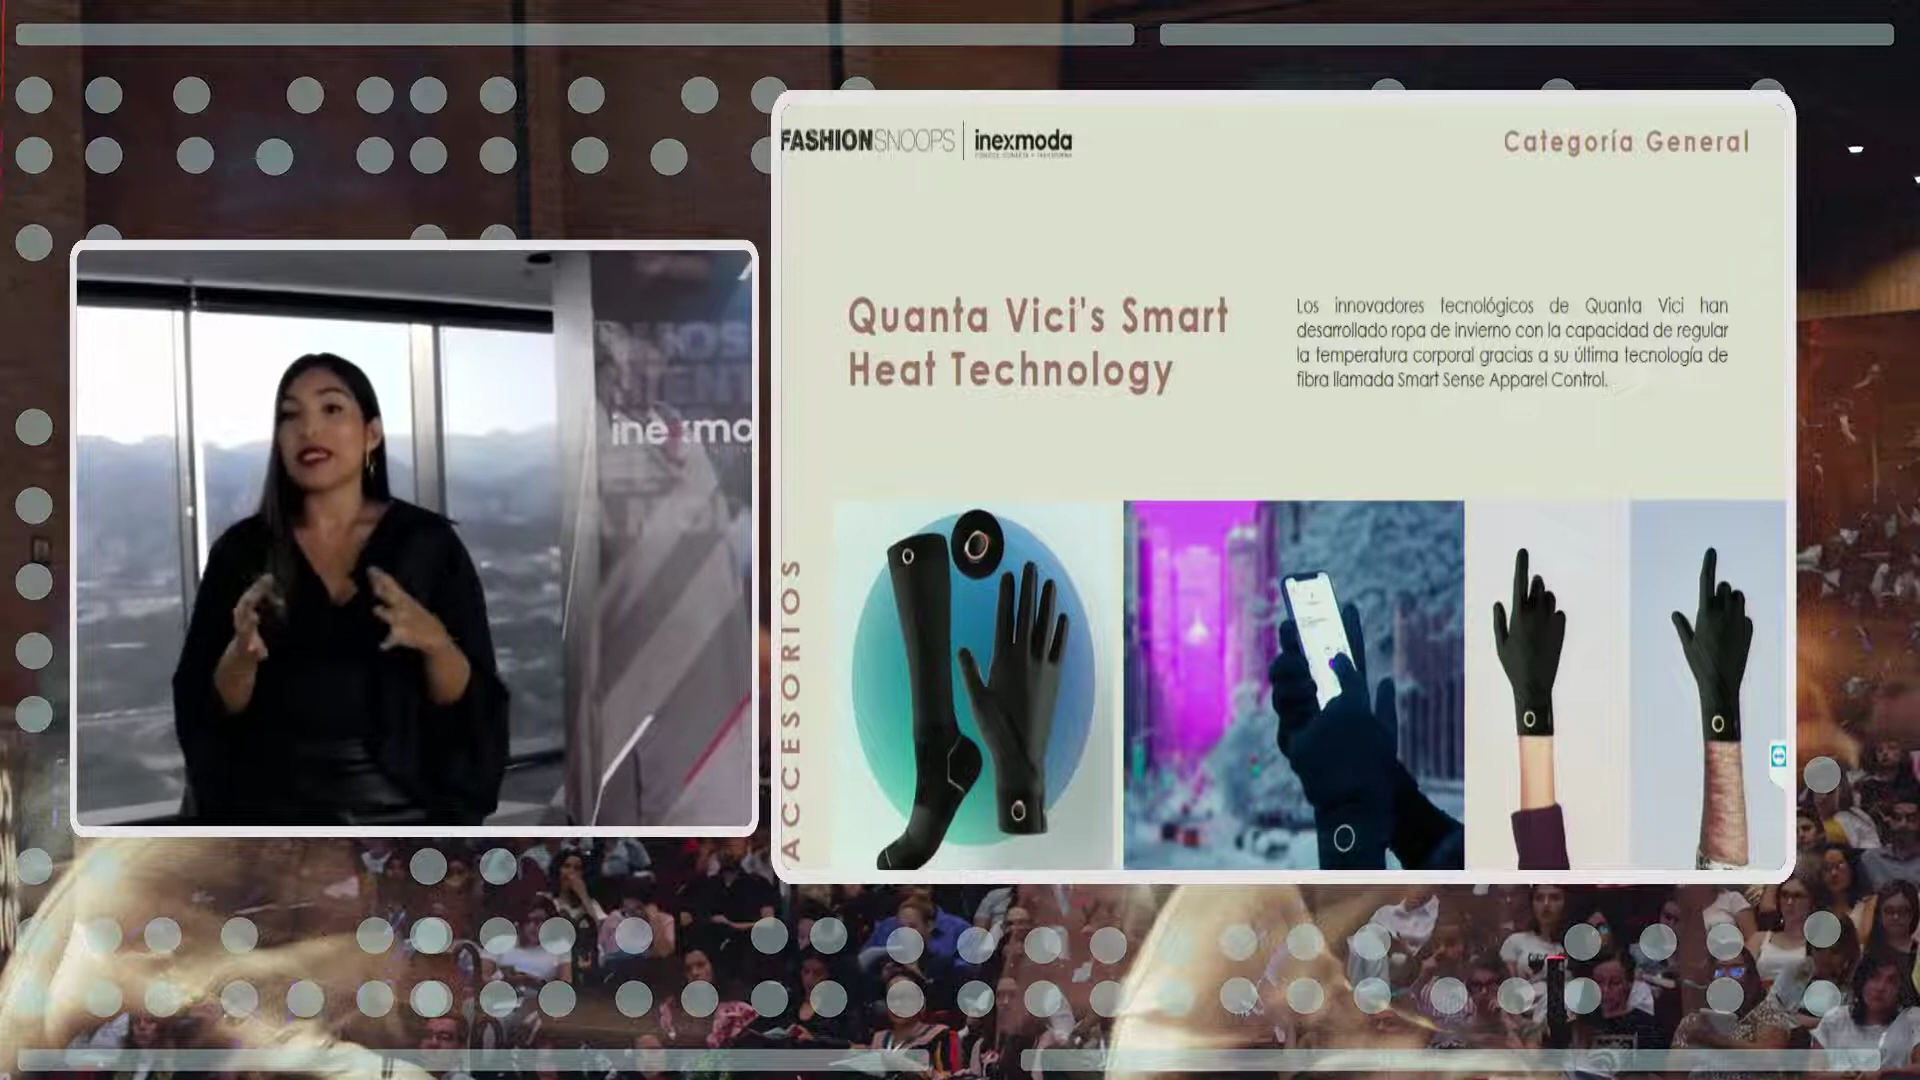 FASHIONSNOOPS | inexmoda
Categoría General
Quanta Vici's Smart
Heat Technology
Los innovadores tecnológicos de Quanta Vici han
desarrollado ropa de invierno con la capacidad de regular
la temperatura corporal gracias a su última tecnología de
fibra llamada Smart Sense Apparel Control.
ACCESORIOS